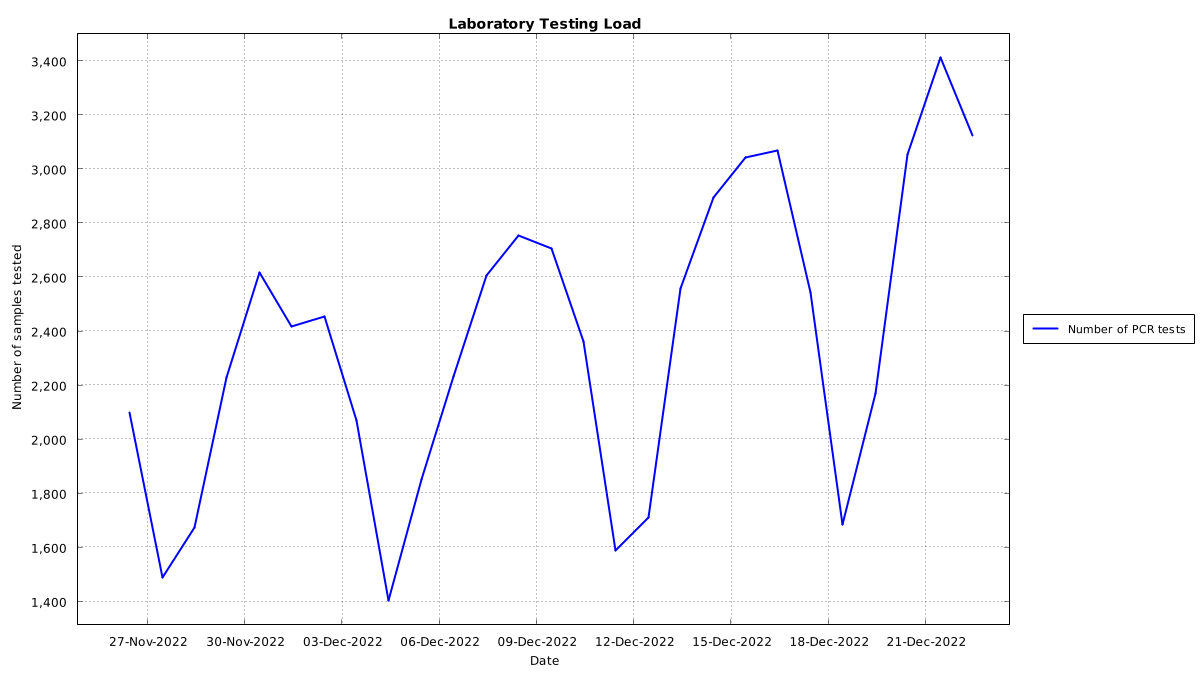 Laboratory Testing Load
Number of samples tested
3,400
3,200
3,000
2,800
2,600
2,400
2,200
2,000
1,800
1,600
1,400
27-Nov-2022 30-Nov-2022 03-Dec-2022 06-Dec-2022 09-Dec-2022 12-Dec-2022 15-Dec-2022 18-Dec-2022 21-Dec-2022
Date
Number of PCR tests